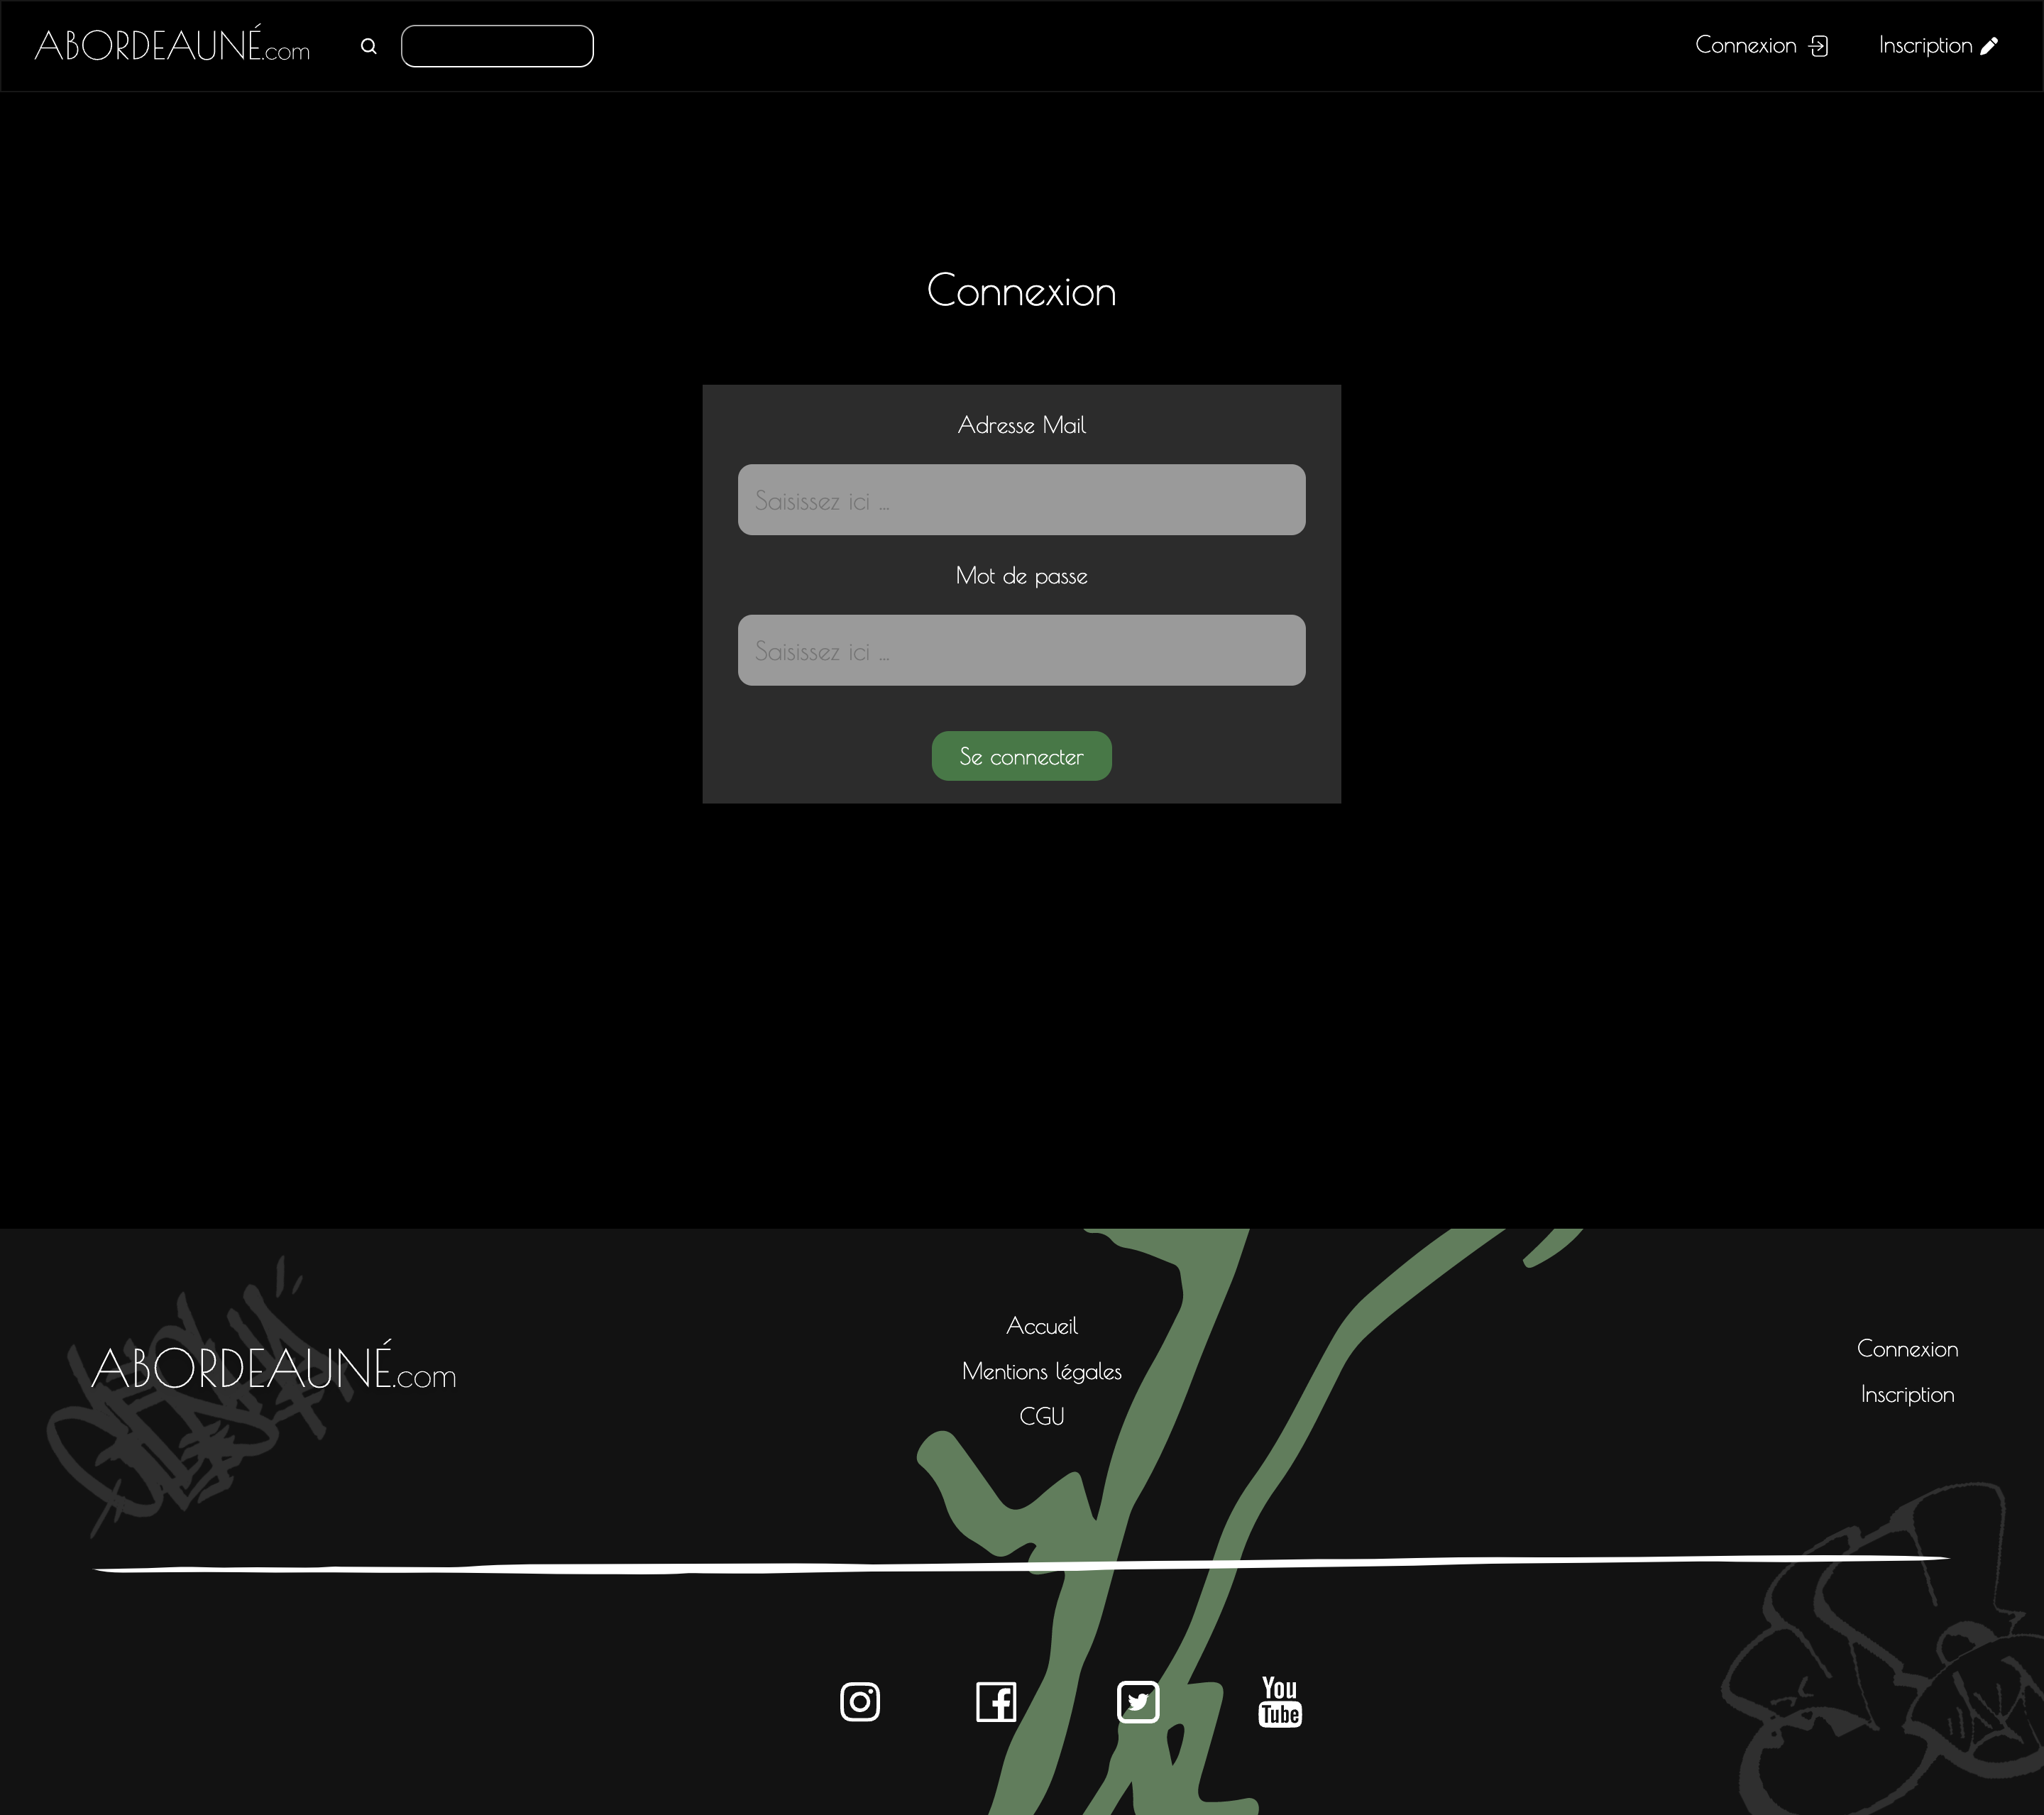 ABORDEAUNÉ.com
Connexion
Inscription
Connexion
Adresse Mail
Saisissez ici ...
Mot de passe
Saisissez ici ...
Se connecter
ABORDEAUNÉ.com
Accueil
Mentions légales
CGU
Connexion
Inscription
You
Tube